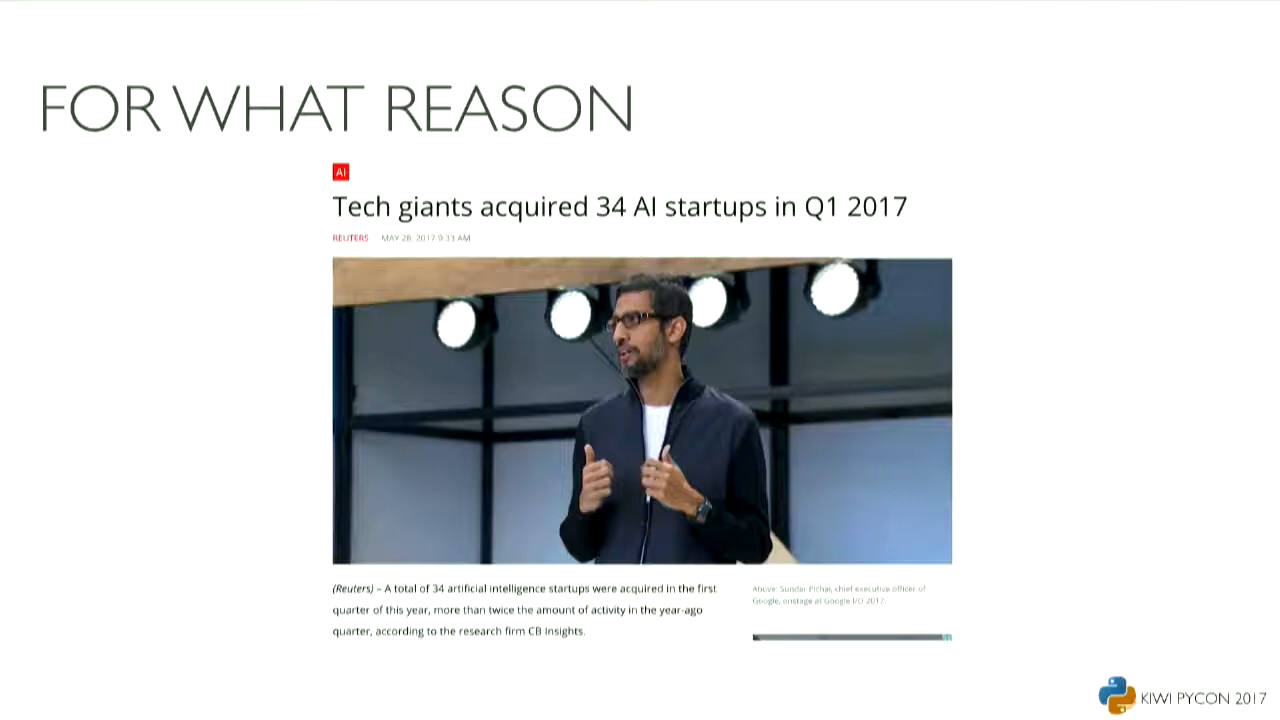 FOR WHAT REASON
AI
Tech giants acquired 34 AI startups in Q1 2017
REUTERS MAY 28, 2017 9:33 AM
(Reuters) – A total of 34 artificial intelligence startups were acquired in the first
quarter of this year, more than twice the amount of activity in the year-ago
quarter, according to the research firm CB Insights.
Above: Sundar Pichai, chief executive officer of
Google, onstage at Google I/O 2017.
KIWI PYCON 2017